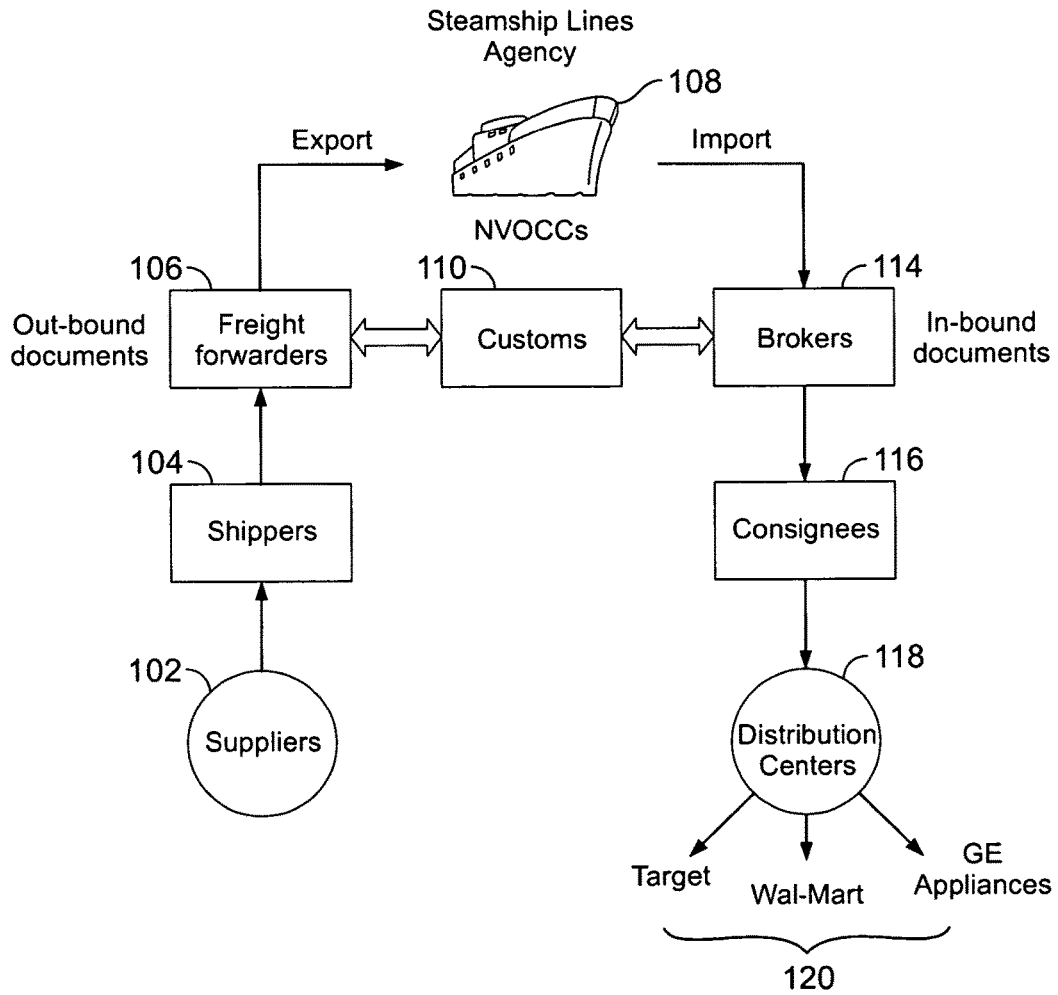 Steamship Lines
Agency
108
Export
Import
NVOCCs
106
110
114
Out-bound
documents
Freight
forwarders
Customs
Brokers
In-bound
documents
104
116
Shippers
Consignees
102
118
Suppliers
Distribution
Centers
Target
Wal-Mart
GE
Appliances
120